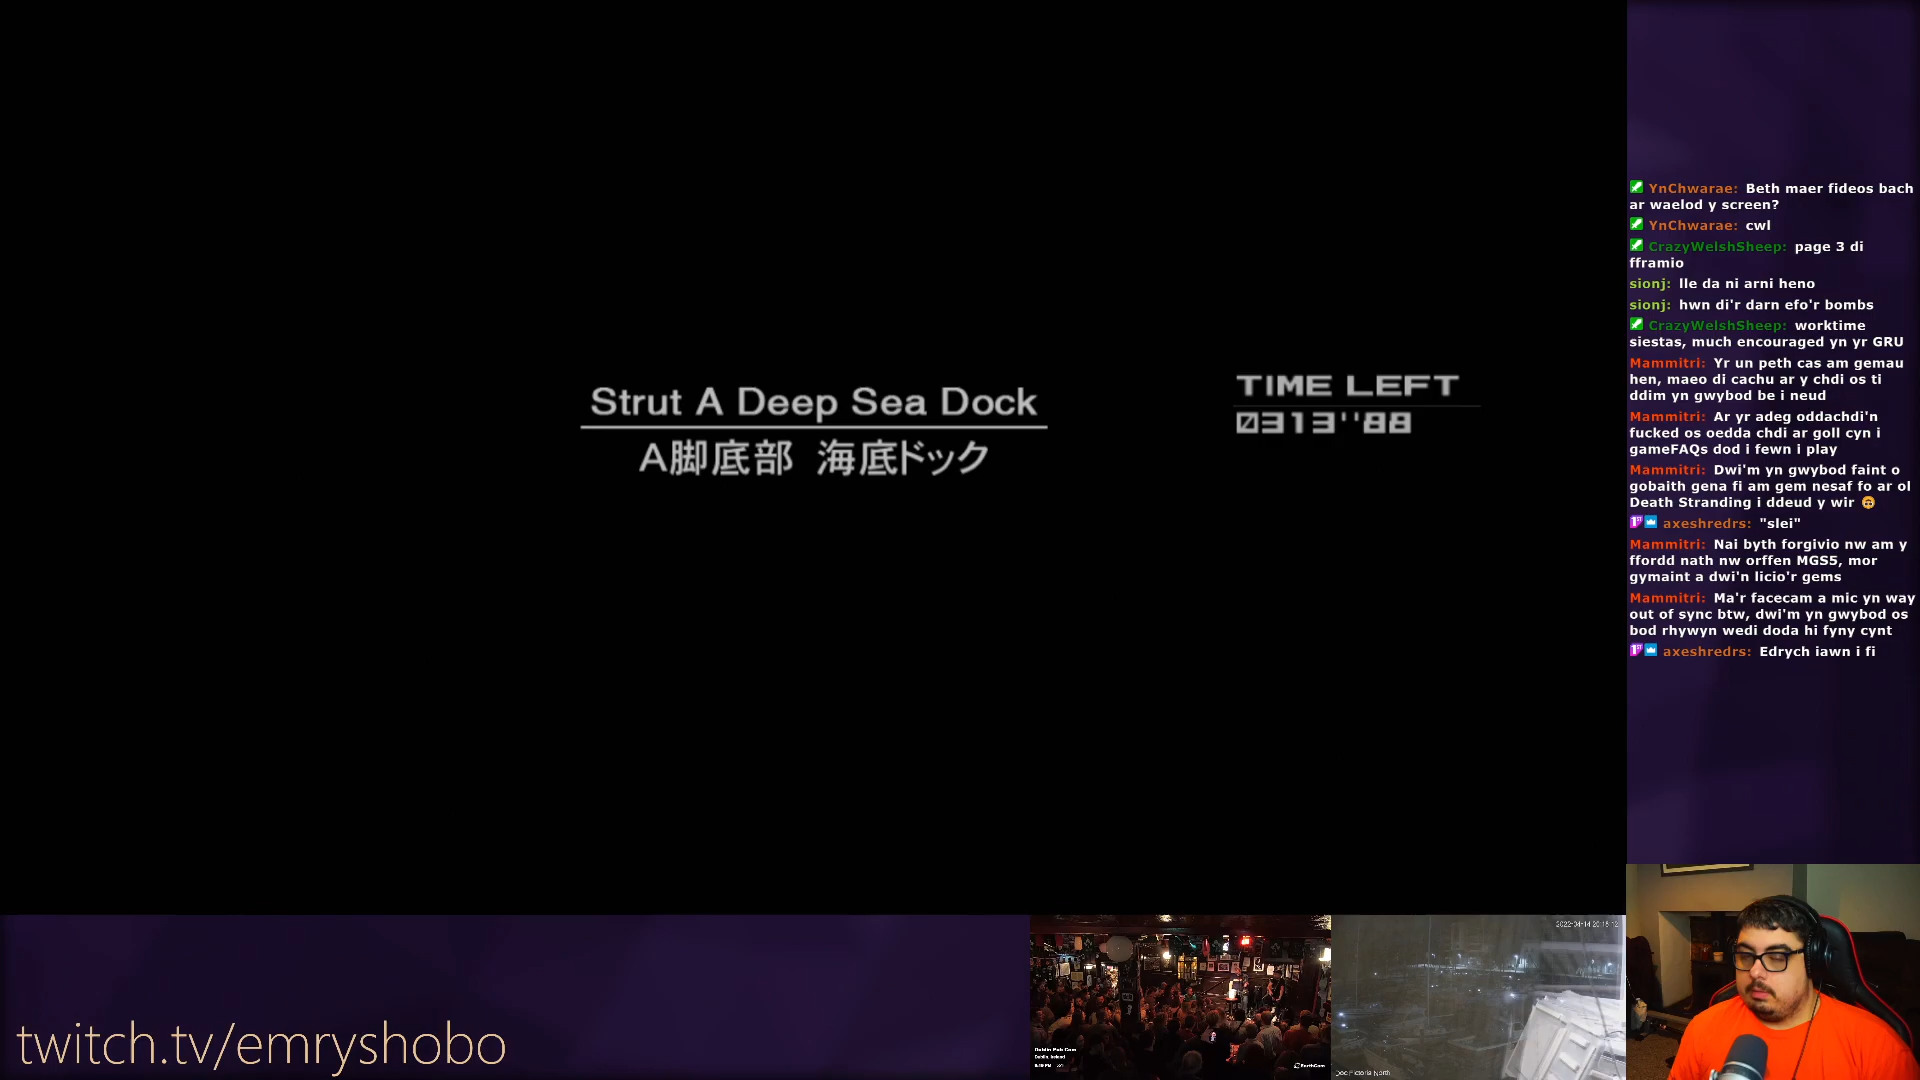 Strut A Deep Sea Dock
A脚底部 海底ドック
TIME LEFT
0313''88
YnChwarae: Beth maer fideos bach
ar waelod y screen?
YnChwarae: cwl
CrazyWelshSheep: page 3 di
fframio
sionj: lle da ni arni heno
sionj: hwn di'r darn efo'r bombs
CrazyWelshSheep: worktime
siestas, much encouraged yn yr GRU
Mammitri: Yr un peth cas am gemau
hen, maeo di cachu ar y chdi os ti
ddim yn gwybod be i neud
Mammitri: Ar yr adeg oddachdi'n
fucked os oedda chdi ar goll cyn i
gameFAQs dod i fewn i play
Mammitri: Dwi'm yn gwybod faint o
gobaith gena fi am gem nesaf fo ar ol
Death Stranding i ddeud y wir 🙃
axeshredrs: "slei"
Mammitri: Nai byth forgivio nw am y
ffordd nath nw orffen MGS5, mor
gymaint a dwi'n licio'r gems
Mammitri: Ma'r facecam a mic yn way
out of sync btw, dwi'm yn gwybod os
bod rhywyn wedi doda hi fyny cynt
axeshredrs: Edrych iawn i fi
twitch.tv/emryshobo
Dublin Pub Cam
Dublin, Ireland
EarthCam